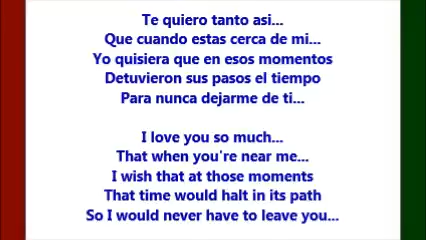 Te quiero tanto asi...
Que cuando estas cerca de mi...
Yo quisiera que en esos momentos
Detuvieron sus pasos el tiempo
Para nunca dejarme de ti...
I love you so much...
That when you're near me...
I wish that at those moments
That time would halt in its path
So I would never have to leave you...